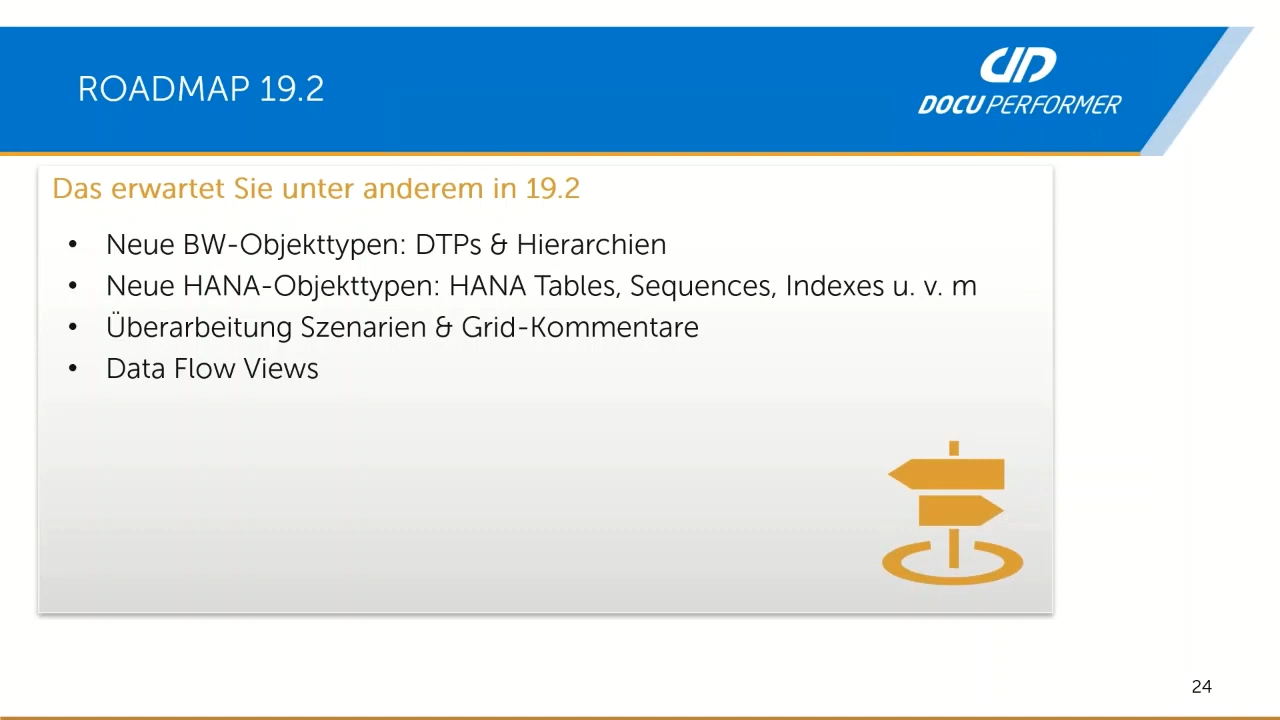 ROADMAP 19.2
DOCU PERFORMER
Das erwartet Sie unter anderem in 19.2
• Neue BW-Objekttypen: DTPs & Hierarchien
• Neue HANA-Objekttypen: HANA Tables, Sequences, Indexes u. v. m
• Überarbeitung Szenarien & Grid-Kommentare
• Data Flow Views
24